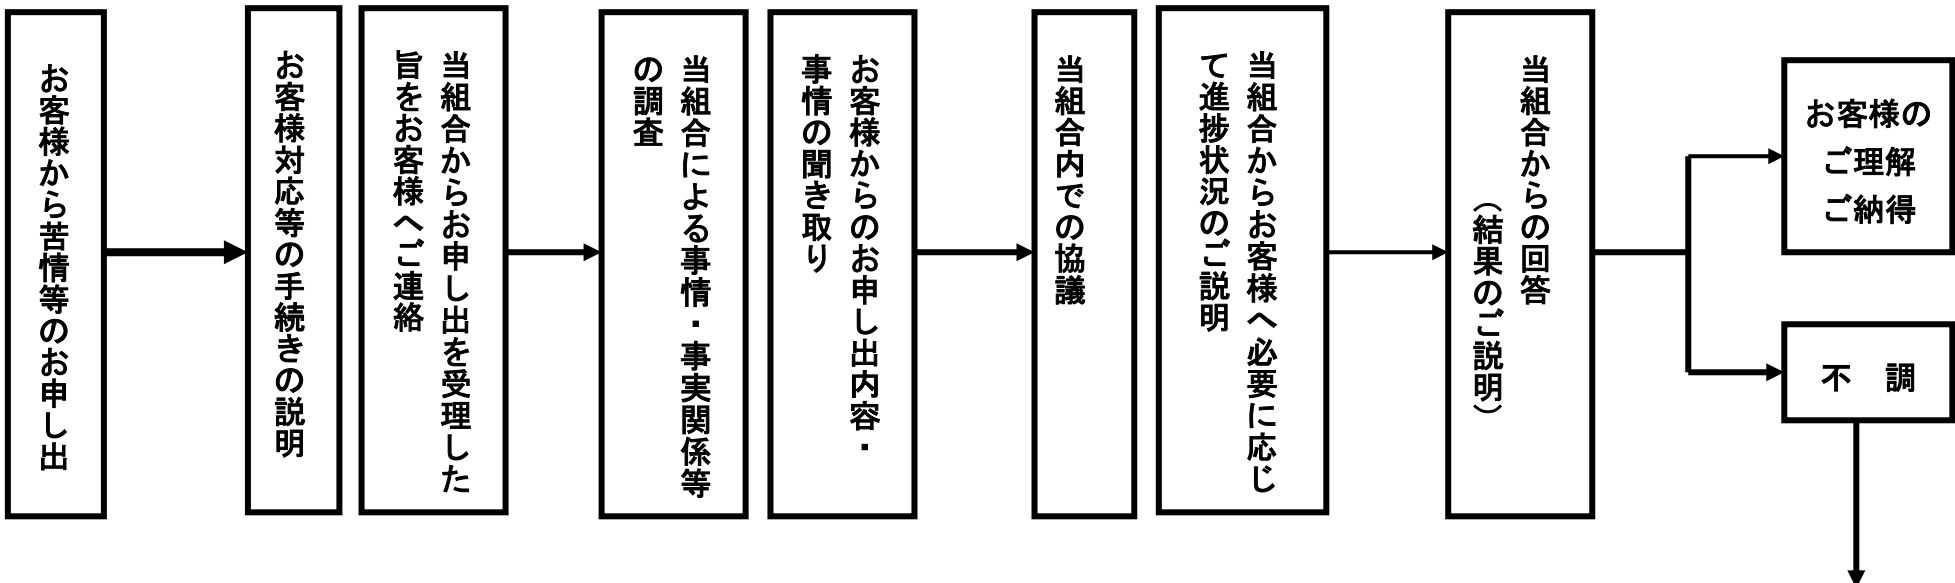 お客様から苦情等のお申し出
お客様対応等の手続きの説明
当組合からお申し出を受理した
旨をお客様へご連絡
当組合による事情・事実関係等
の調査
お客様からのお申し出内容・
事情の聞き取り
当組合内での協議
当組合からお客様へ必要に応じ
て進捗状況のご説明
当組合からの回答
（結果のご説明）
お客様の
ご理解
ご納得
不　調